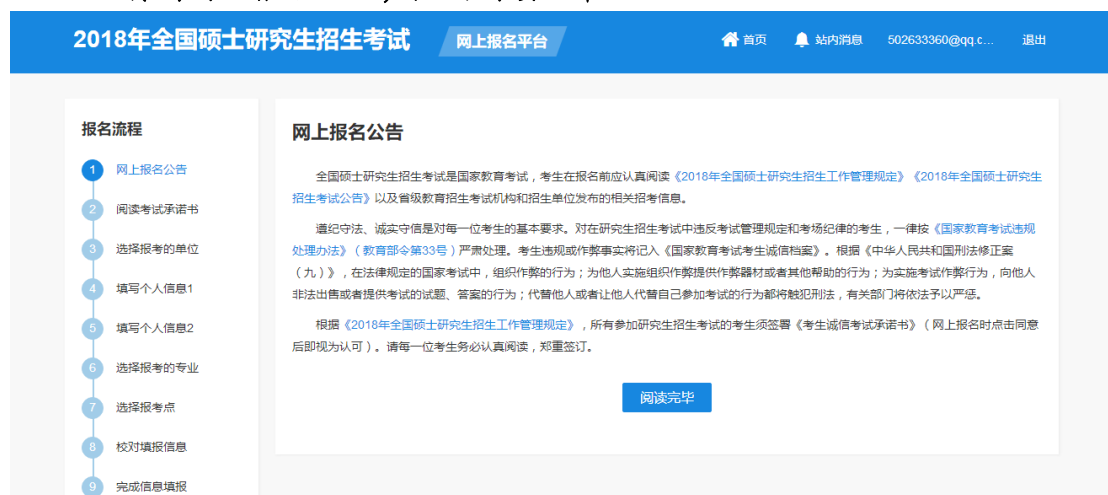 2018年全国硕士研究生招生考试 网上报名平台 首页 站内消息 502633360@qq.c... 退出
报名流程
1 网上报名公告
2 阅读考试承诺书
3 选择报考的单位
4 填写个人信息1
5 填写个人信息2
6 选择报考的专业
7 选择报考点
8 校对填报信息
9 完成信息填报
网上报名公告
全国硕士研究生招生考试是国家教育考试，考生在报名前应认真阅读《2018年全国硕士研究生招生工作管理规定》《2018年全国硕士研究生
招生考试公告》以及省级教育招生考试机构和招生单位发布的相关招考信息。
遵纪守法、诚实守信是对每一位考生的基本要求。对在研究生招生考试中违反考试管理规定和考场纪律的考生，一律按《国家教育考试违规
处理办法》（教育部令第33号）严肃处理。考生违规或作弊事实将记入《国家教育考试考生诚信档案》。根据《中华人民共和国刑法修正案
（九）》，在法律规定的国家考试中，组织作弊的行为；为他人实施组织作弊提供作弊器材或者其他帮助的行为；为实施考试作弊行为，向他人
非法出售或者提供考试的试题、答案的行为；代替他人或者让他人代替自己参加考试的行为都将触犯刑法，有关部门将依法予以严惩。
根据《2018年全国硕士研究生招生工作管理规定》，所有参加研究生招生考试的考生须签署《考生诚信考试承诺书》（网上报名时点击同意
后即视为认可）。请每一位考生务必认真阅读，郑重签订。
阅读完毕